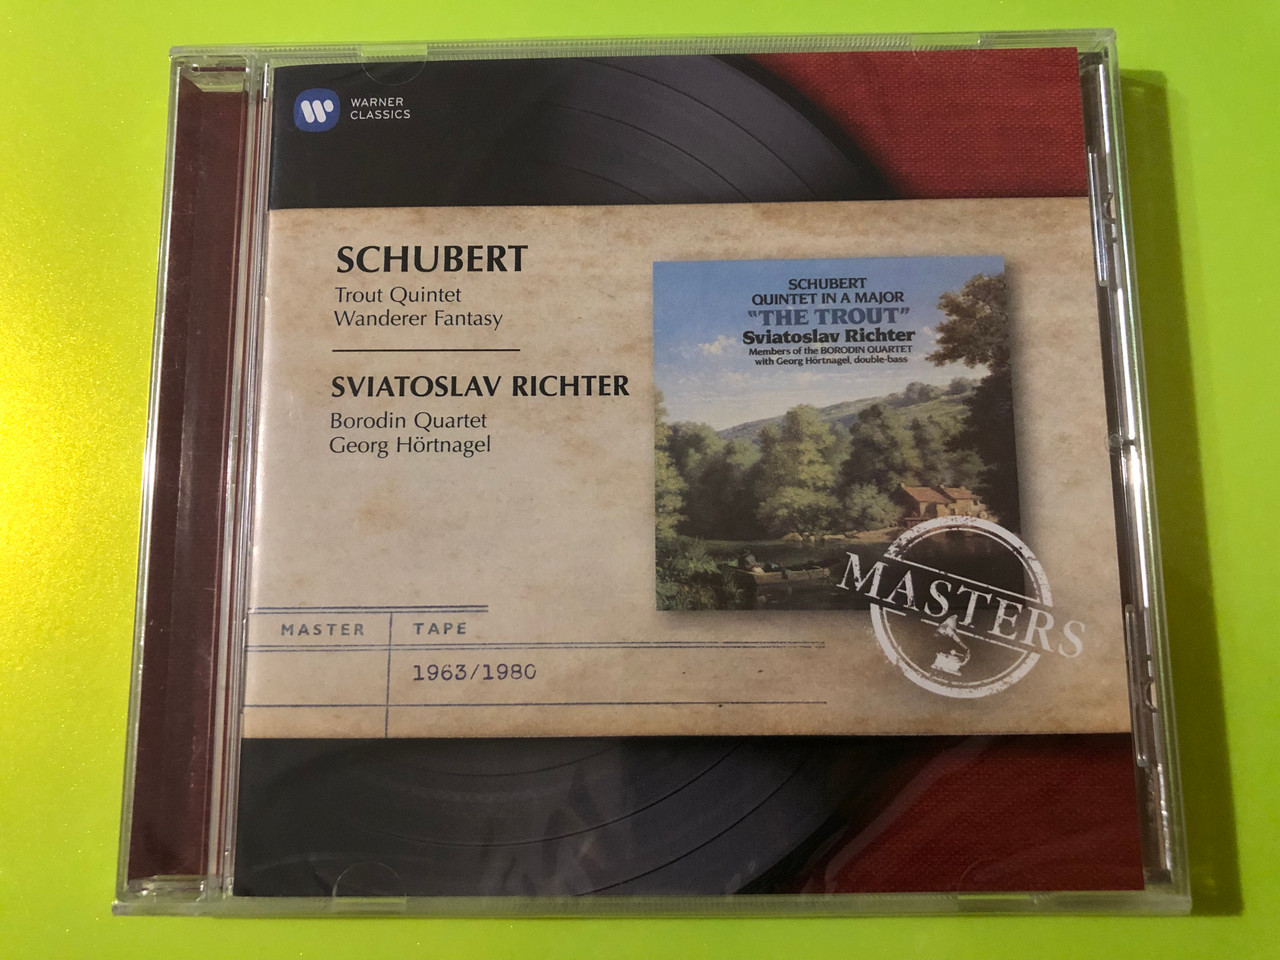 WARNER
CLASSICS
SCHUBERT
Trout Quintet
Wanderer Fantasy
SVIATOSLAV RICHTER
Borodin Quartet
Georg Hörtnagel
SCHUBERT
QUINTET IN A MAJOR
"THE TROUT"
Sviatoslav Richter
Members of the BORODIN QUARTET
with Georg Hörtnagel, double-bass
MASTERS
MASTER TAPE
1963/1980